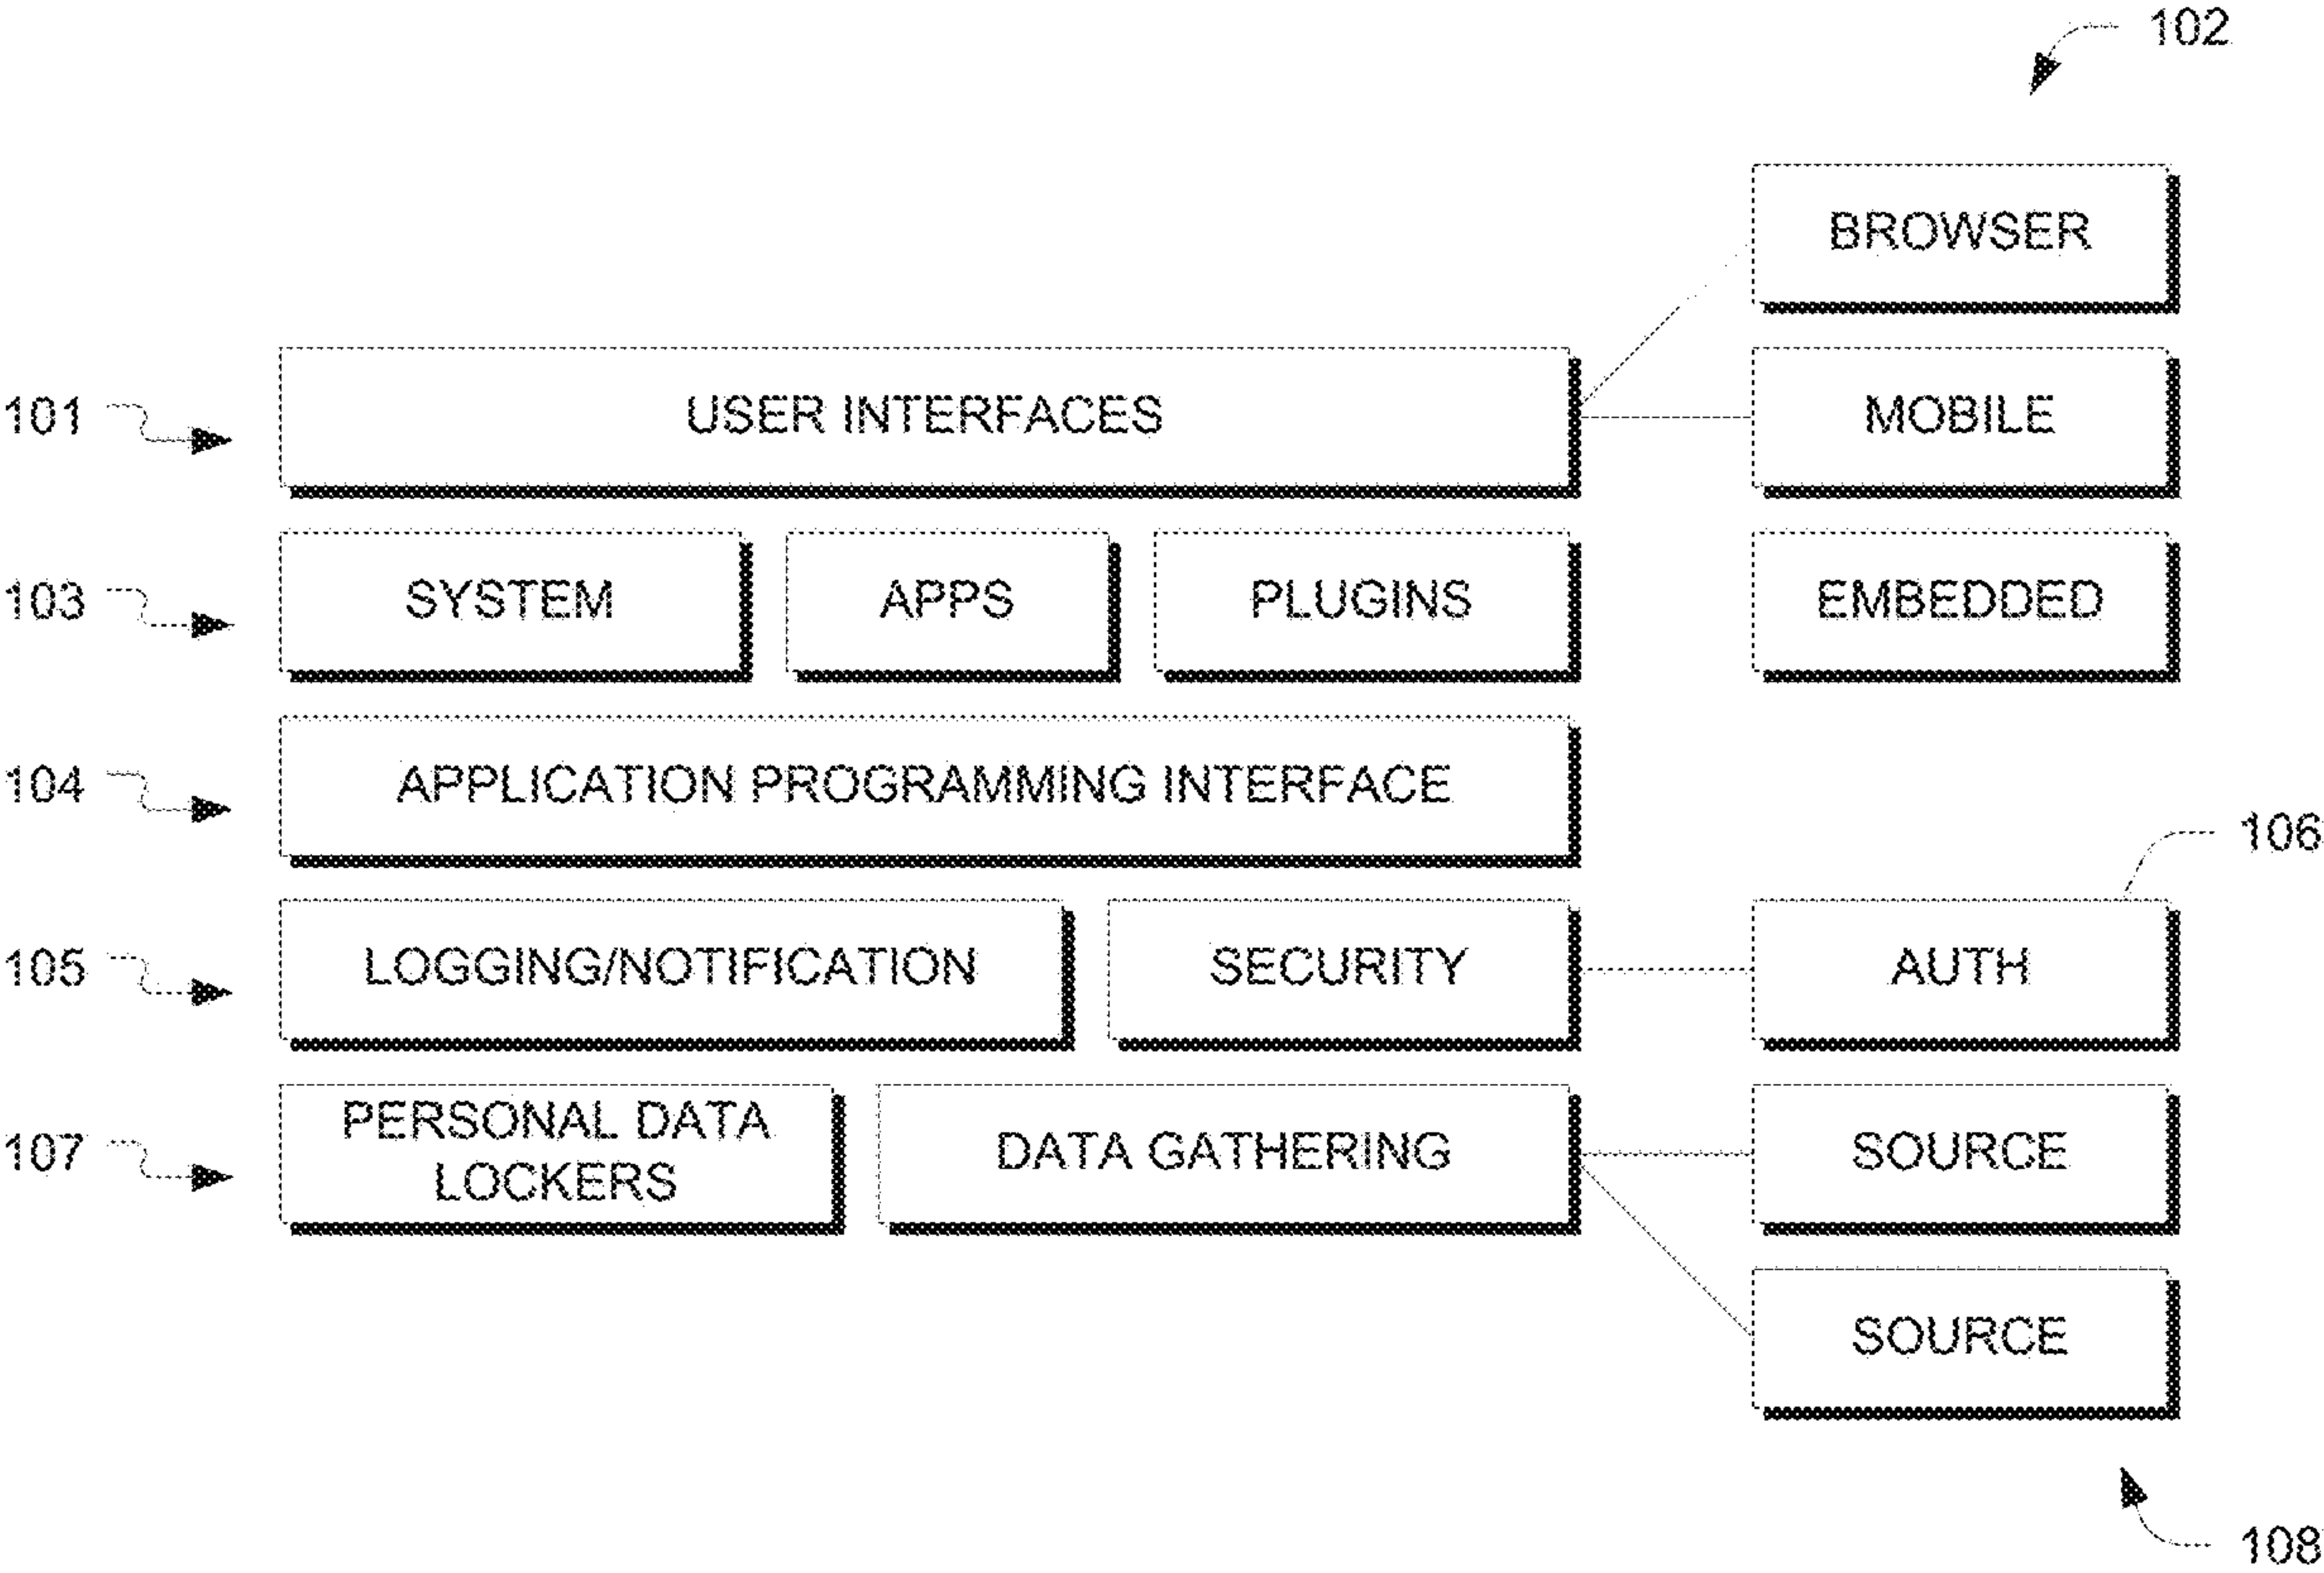 102
BROWSER
101
USER INTERFACES
MOBILE
103
SYSTEM
APPS
PLUGINS
EMBEDDED
104
APPLICATION PROGRAMMING INTERFACE
106
105
LOGGING/NOTIFICATION
SECURITY
AUTH
107
PERSONAL DATA
LOCKERS
DATA GATHERING
SOURCE
SOURCE
108